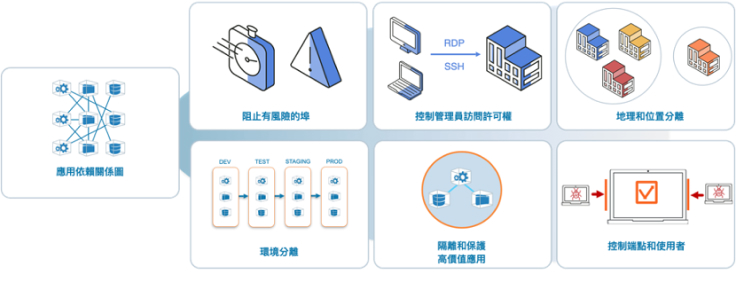 應用依賴關係圖
阻止有風險的埠
RDP
SSH
控制管理員訪問許可權
地理和位置分離
DEV
TEST
STAGING
PROD
環境分離
隔離和保護
高價值應用
控制端點和使用者